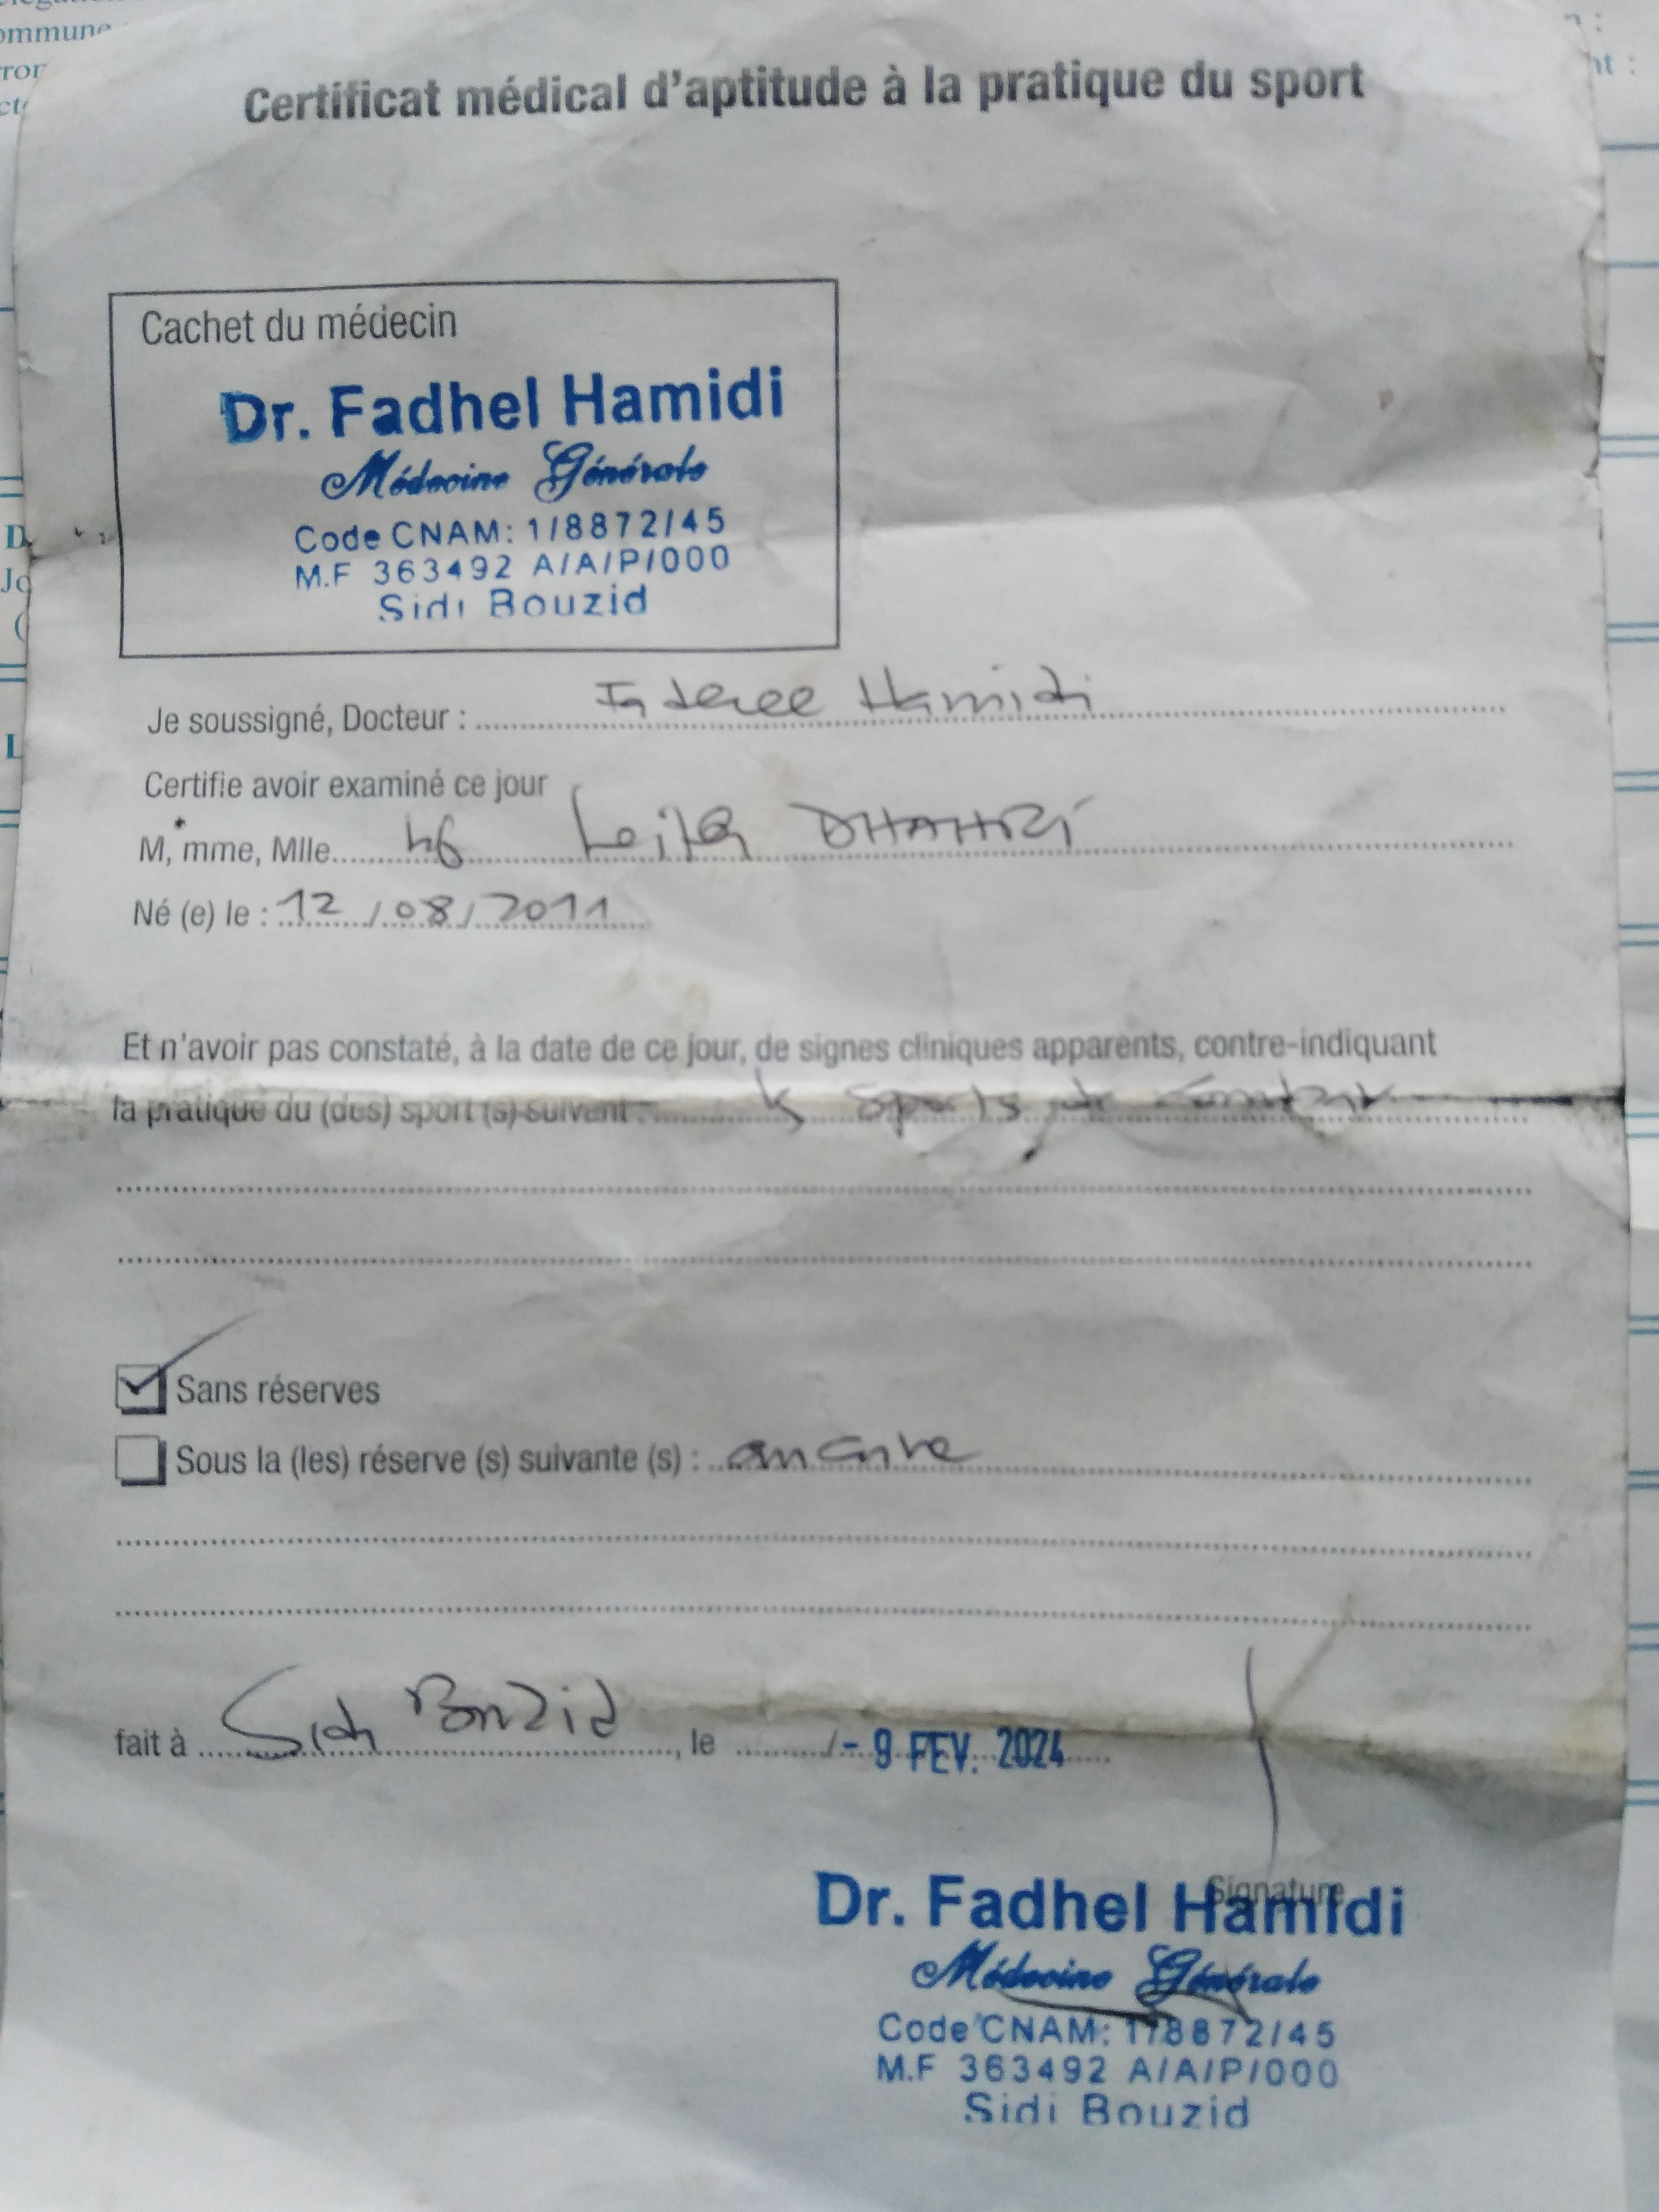 ommune
Certificat médical d'aptitude à la pratique du sport
Cachet du médecin
Dr. Fadhel Hamidi
Médecine Générale
Code CNAM: 1/8872/45
M.F 363492 A/A/P/000
Sidi Bouzid
Je soussigné, Docteur : Hamidi
Certifie avoir examiné ce jour
M, mme, Mlle Leila DHAHRI
Né (e) le : 12/08/2011
Et n'avoir pas constaté, à la date de ce jour, de signes cliniques apparents, contre-indiquant
la pratique du (des) sport (s) suivant : Sports de
Sans réserves
Sous la (les) réserve (s) suivante (s) :
fait à Sidi Bouzid, le - 9 FEV. 2024
Signature
Dr. Fadhel Hamidi
Médecine Générale
Code CNAM: 1/8872/45
M.F 363492 A/A/P/000
Sidi Bouzid